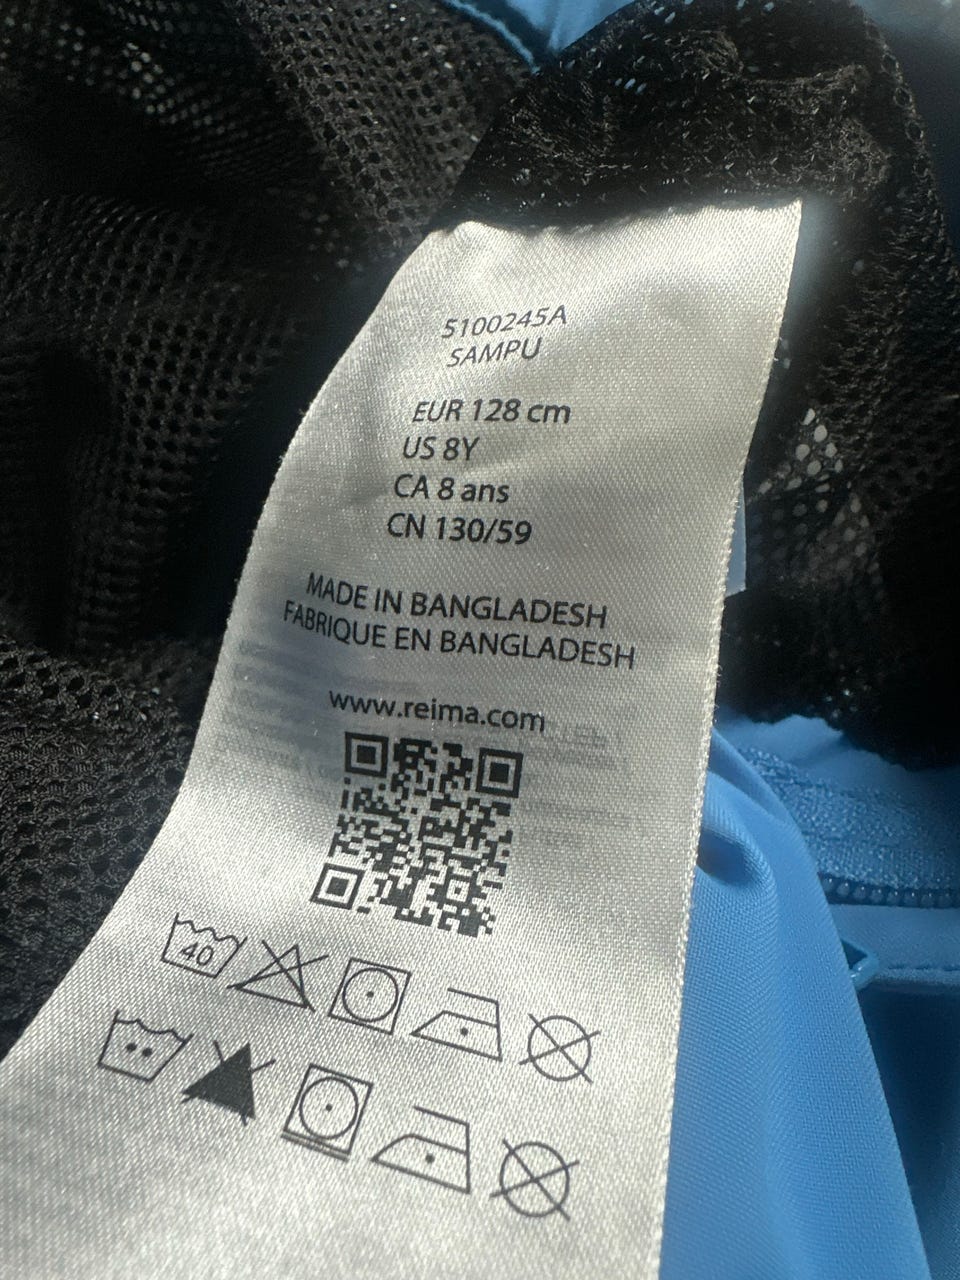 5100245A
SAMPU
EUR 128 cm
US 8Y
CA 8 ans
CN 130/59
MADE IN BANGLADESH
FABRIQUE EN BANGLADESH
www.reima.com
40